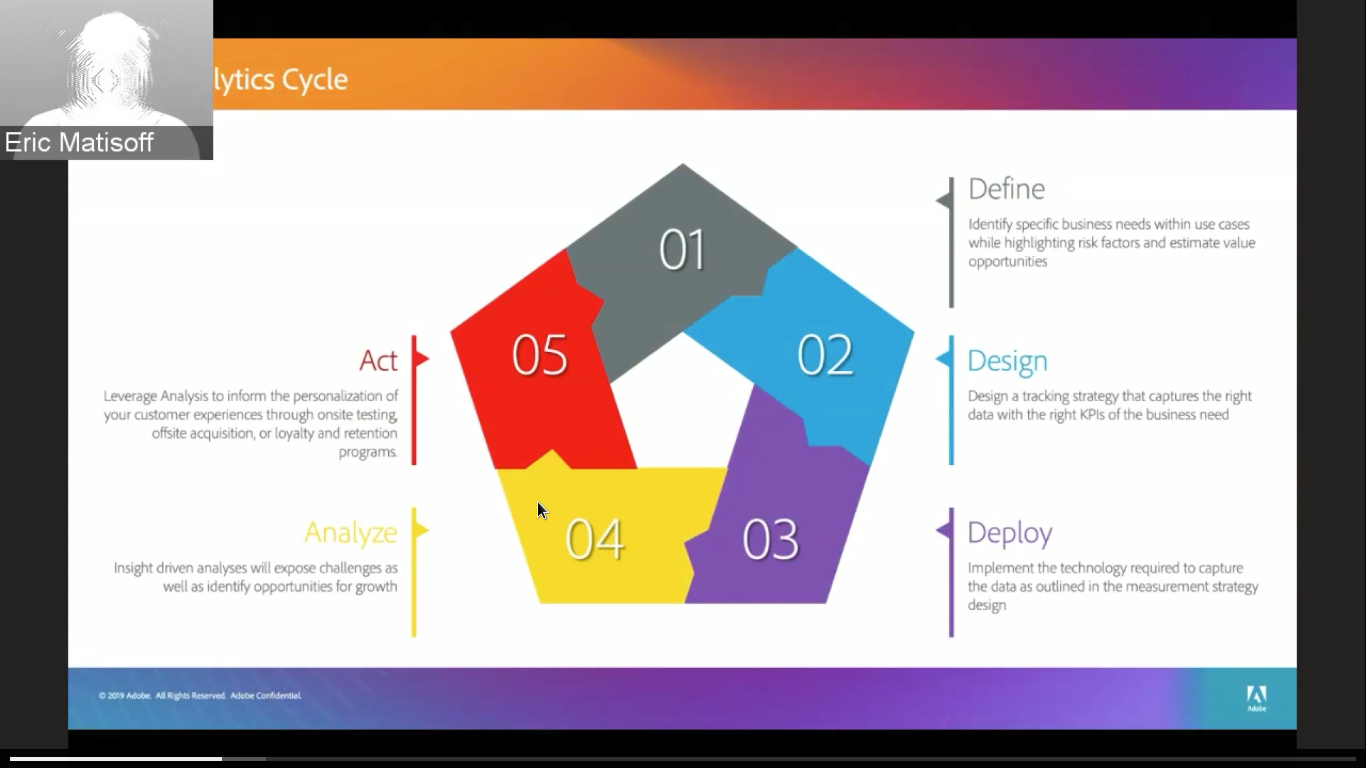 lytics Cycle
Eric Matisoff
01
02
03
04
05
Define
Identify specific business needs within use cases
while highlighting risk factors and estimate value
opportunities
Design
Design a tracking strategy that captures the right
data with the right KPIs of the business need
Deploy
Implement the technology required to capture
the data as outlined in the measurement strategy
design
Analyze
Insight driven analyses will expose challenges as
well as identify opportunities for growth
Act
Leverage Analysis to inform the personalization of
your customer experiences through onsite testing,
offsite acquisition, or loyalty and retention
programs.
© 2019 Adobe. All Rights Reserved. Adobe Confidential.
Adobe